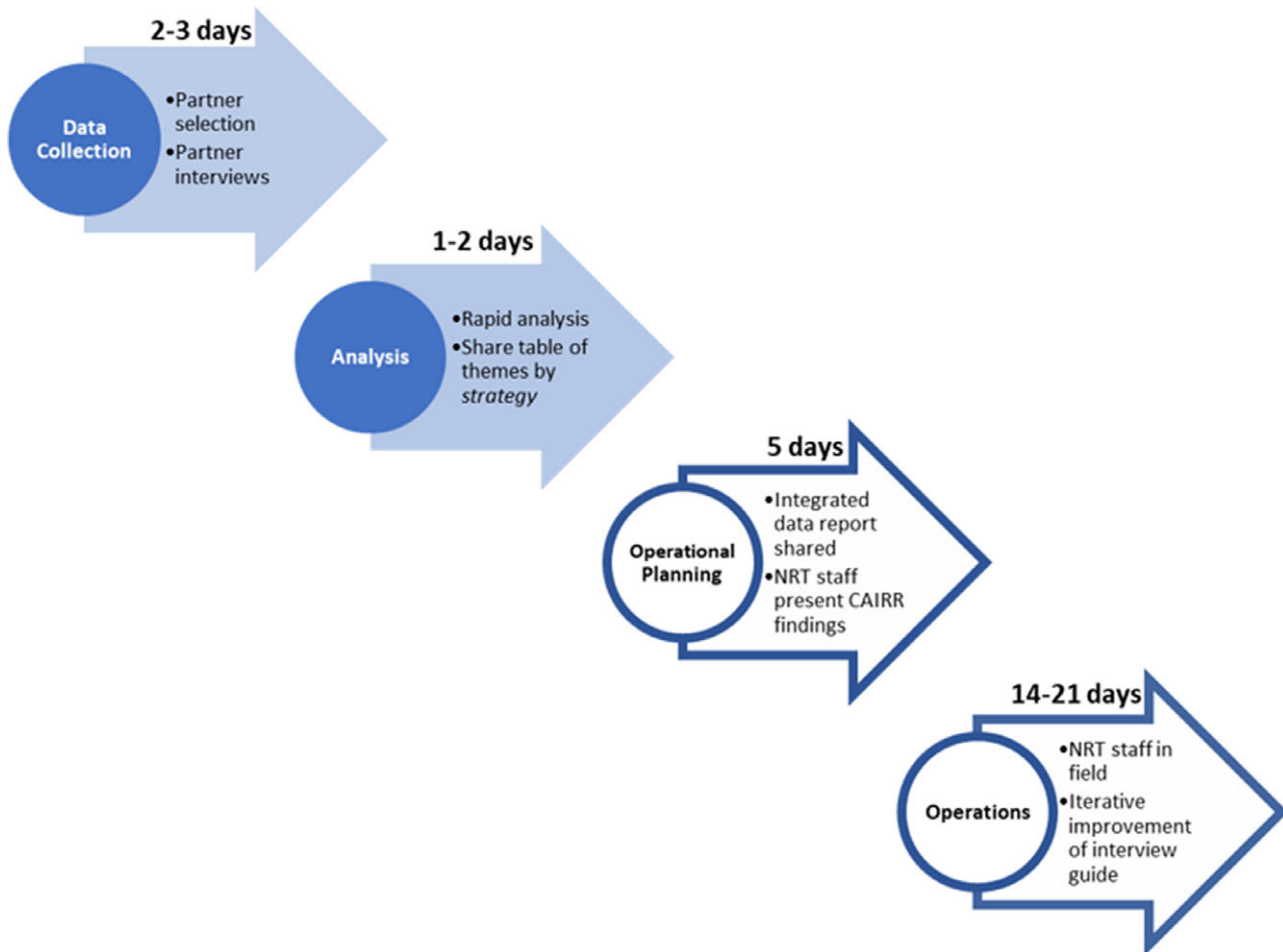 2-3 days
Data
Collection
•Partner
selection
•Partner
interviews
1-2 days
Analysis
•Rapid analysis
•Share table of
themes by
strategy
5 days
Operational
Planning
•Integrated
data report
shared
•NRT staff
present CAIRR
findings
14-21 days
Operations
•NRT staff in
field
•Iterative
improvement
of interview
guide